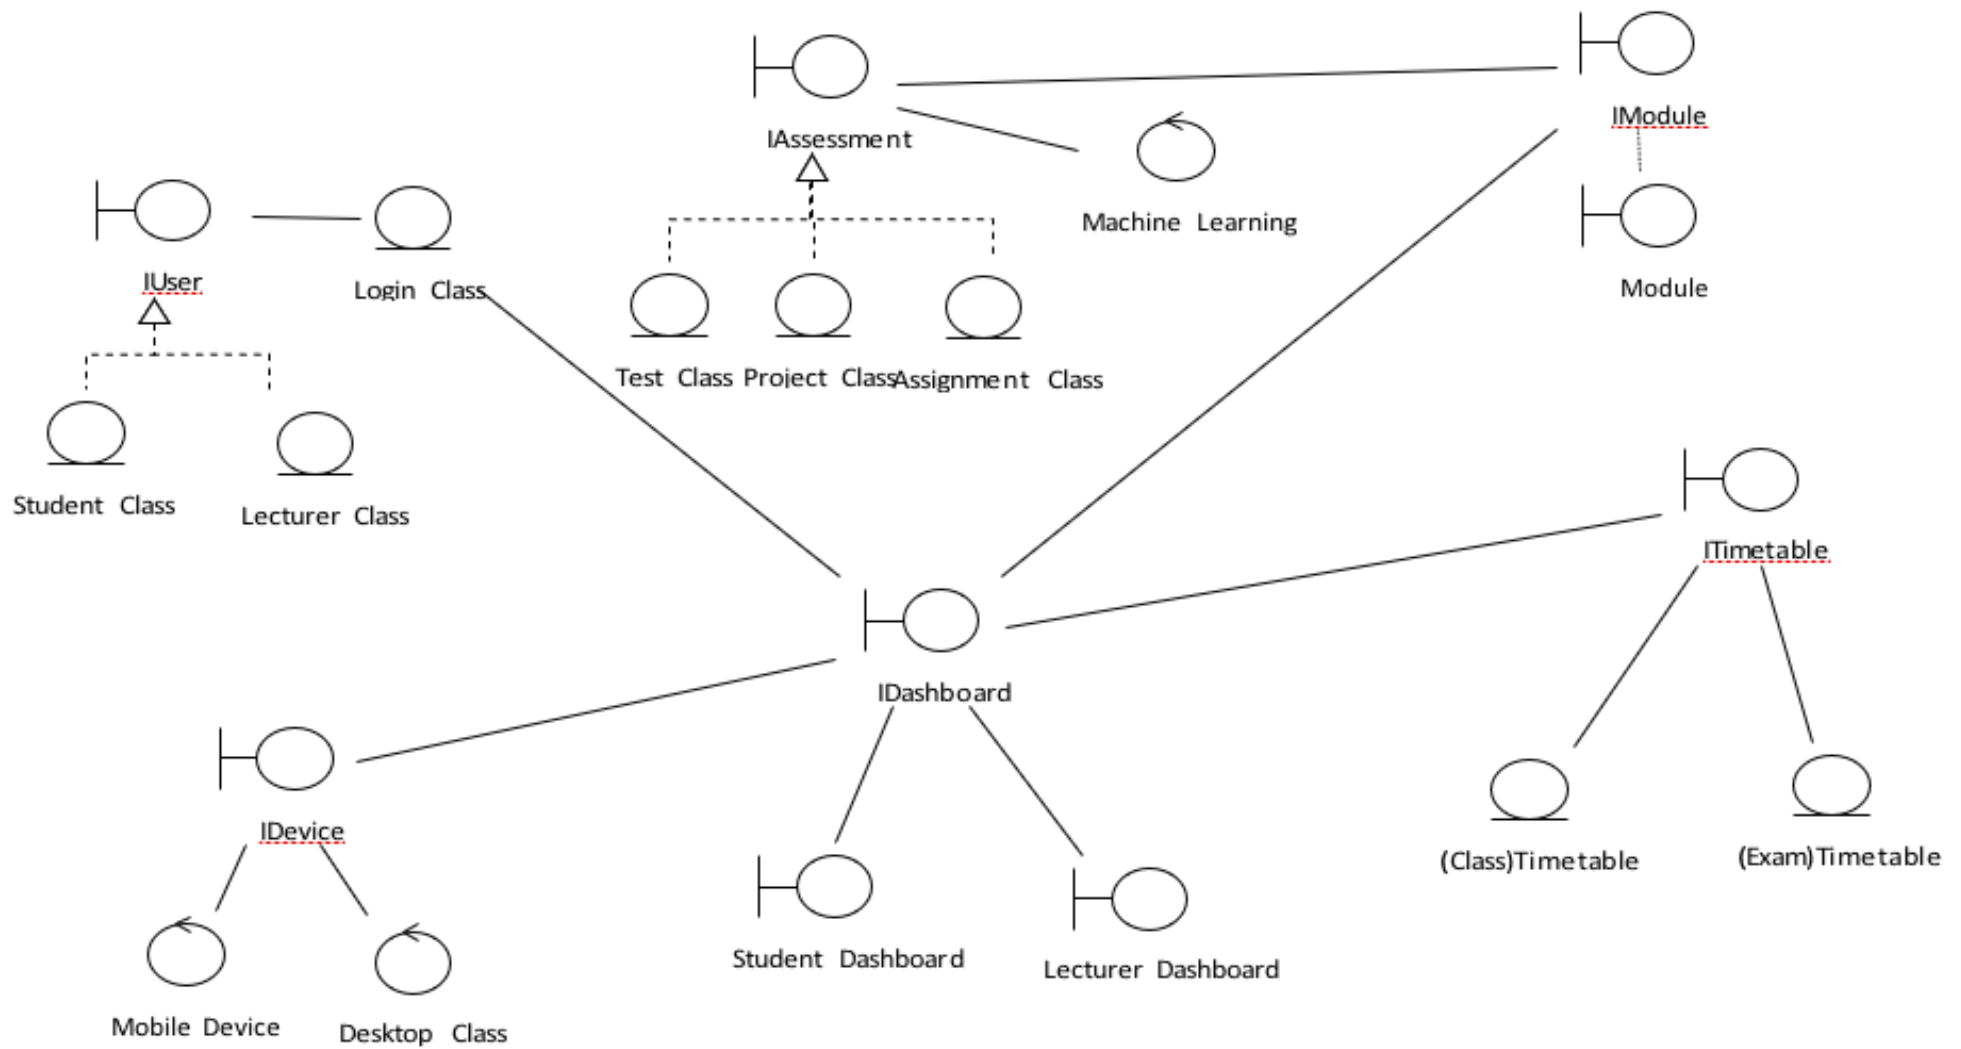 IModule
IAssessment
Machine Learning
IUser
Login Class
Module
Test Class
Project Class
Assignment Class
Student Class
Lecturer Class
ITimetable
IDashboard
IDevice
(Class)Timetable
(Exam)Timetable
Student Dashboard
Lecturer Dashboard
Mobile Device
Desktop Class